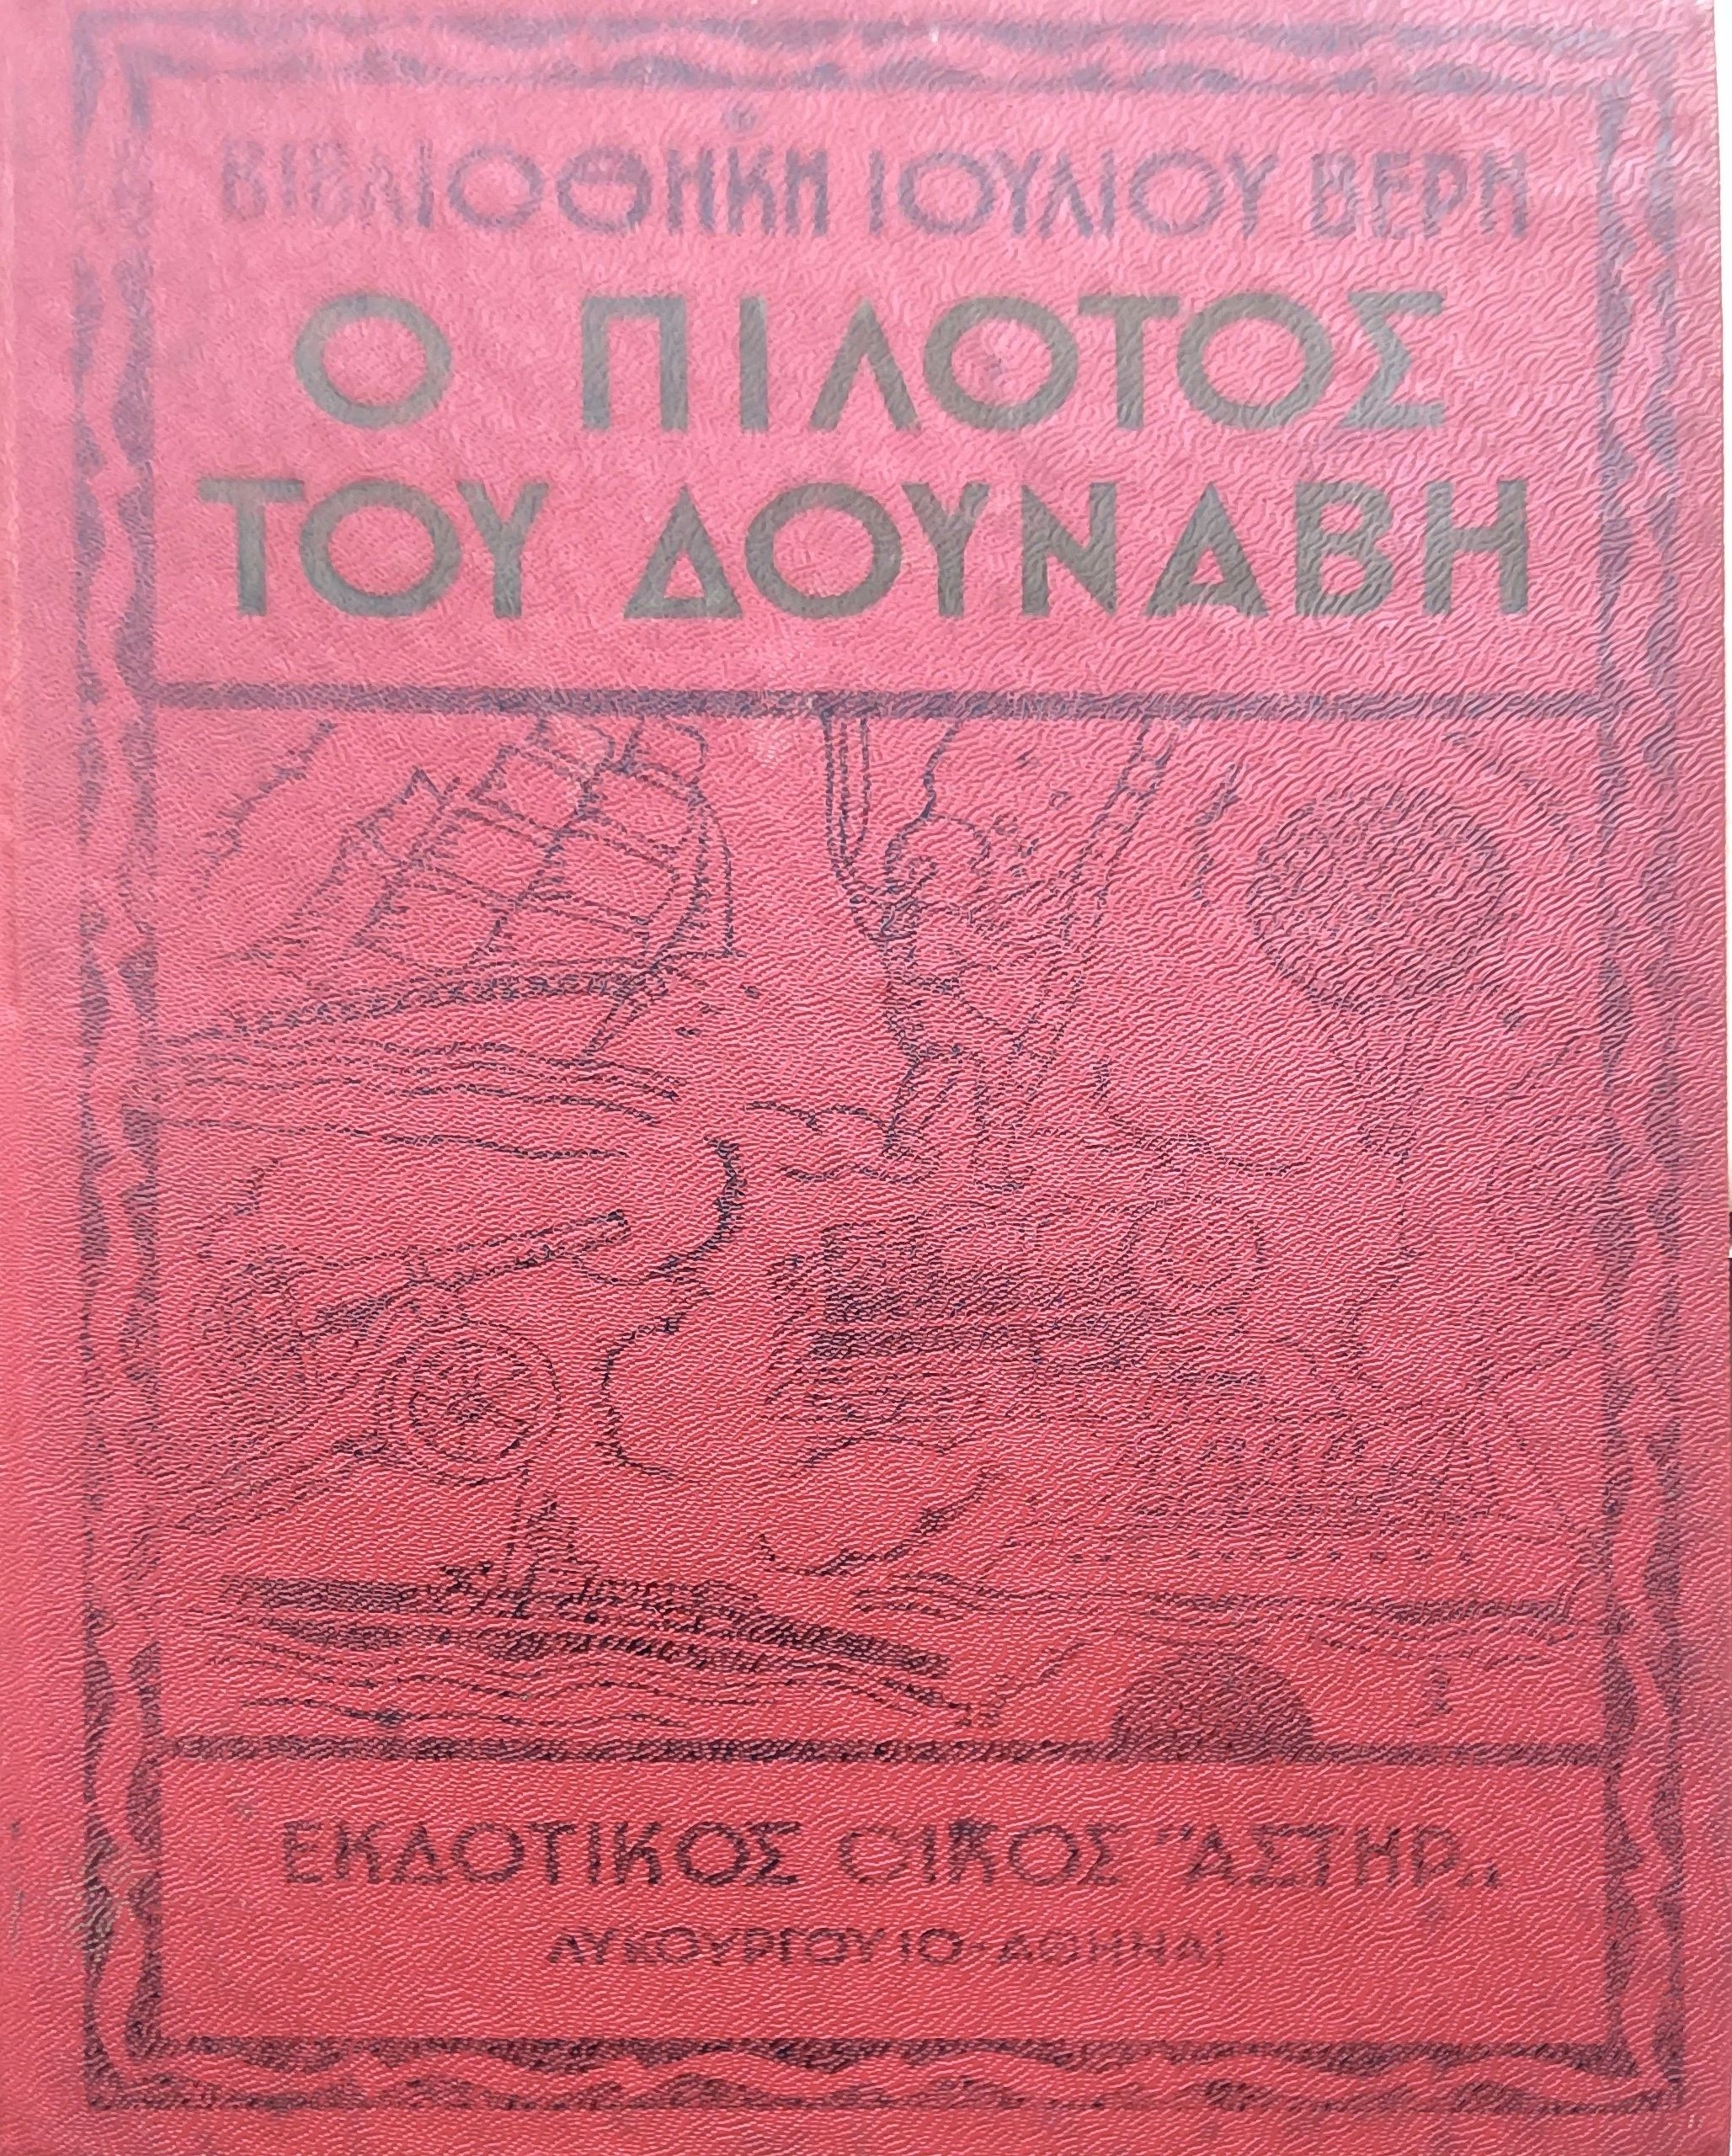 ΒΙΒΛΙΟΘΗΚΗ ΙΟΥΛΙΟΥ ΒΕΡΝ
Ο ΠΙΛΟΤΟΣ
ΤΟΥ ΔΟΥΝΑΒΗ
ΕΚΔΟΤΙΚΟΣ ΟΙΚΟΣ "ΑΣΤΗΡ„
ΛΥΚΟΥΡΓΟΥ 10-ΑΘΗΝΑΙ